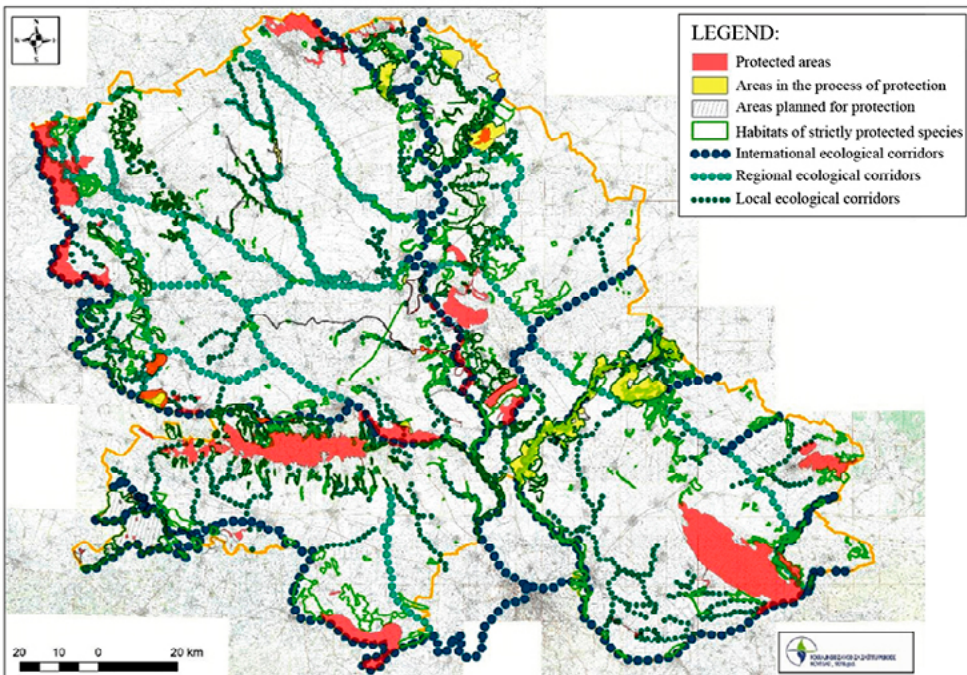 N
S
LEGEND:
Protected areas
Areas in the process of protection
Areas planned for protection
Habitats of strictly protected species
International ecological corridors
Regional ecological corridors
Local ecological corridors
20 10 0 20 km